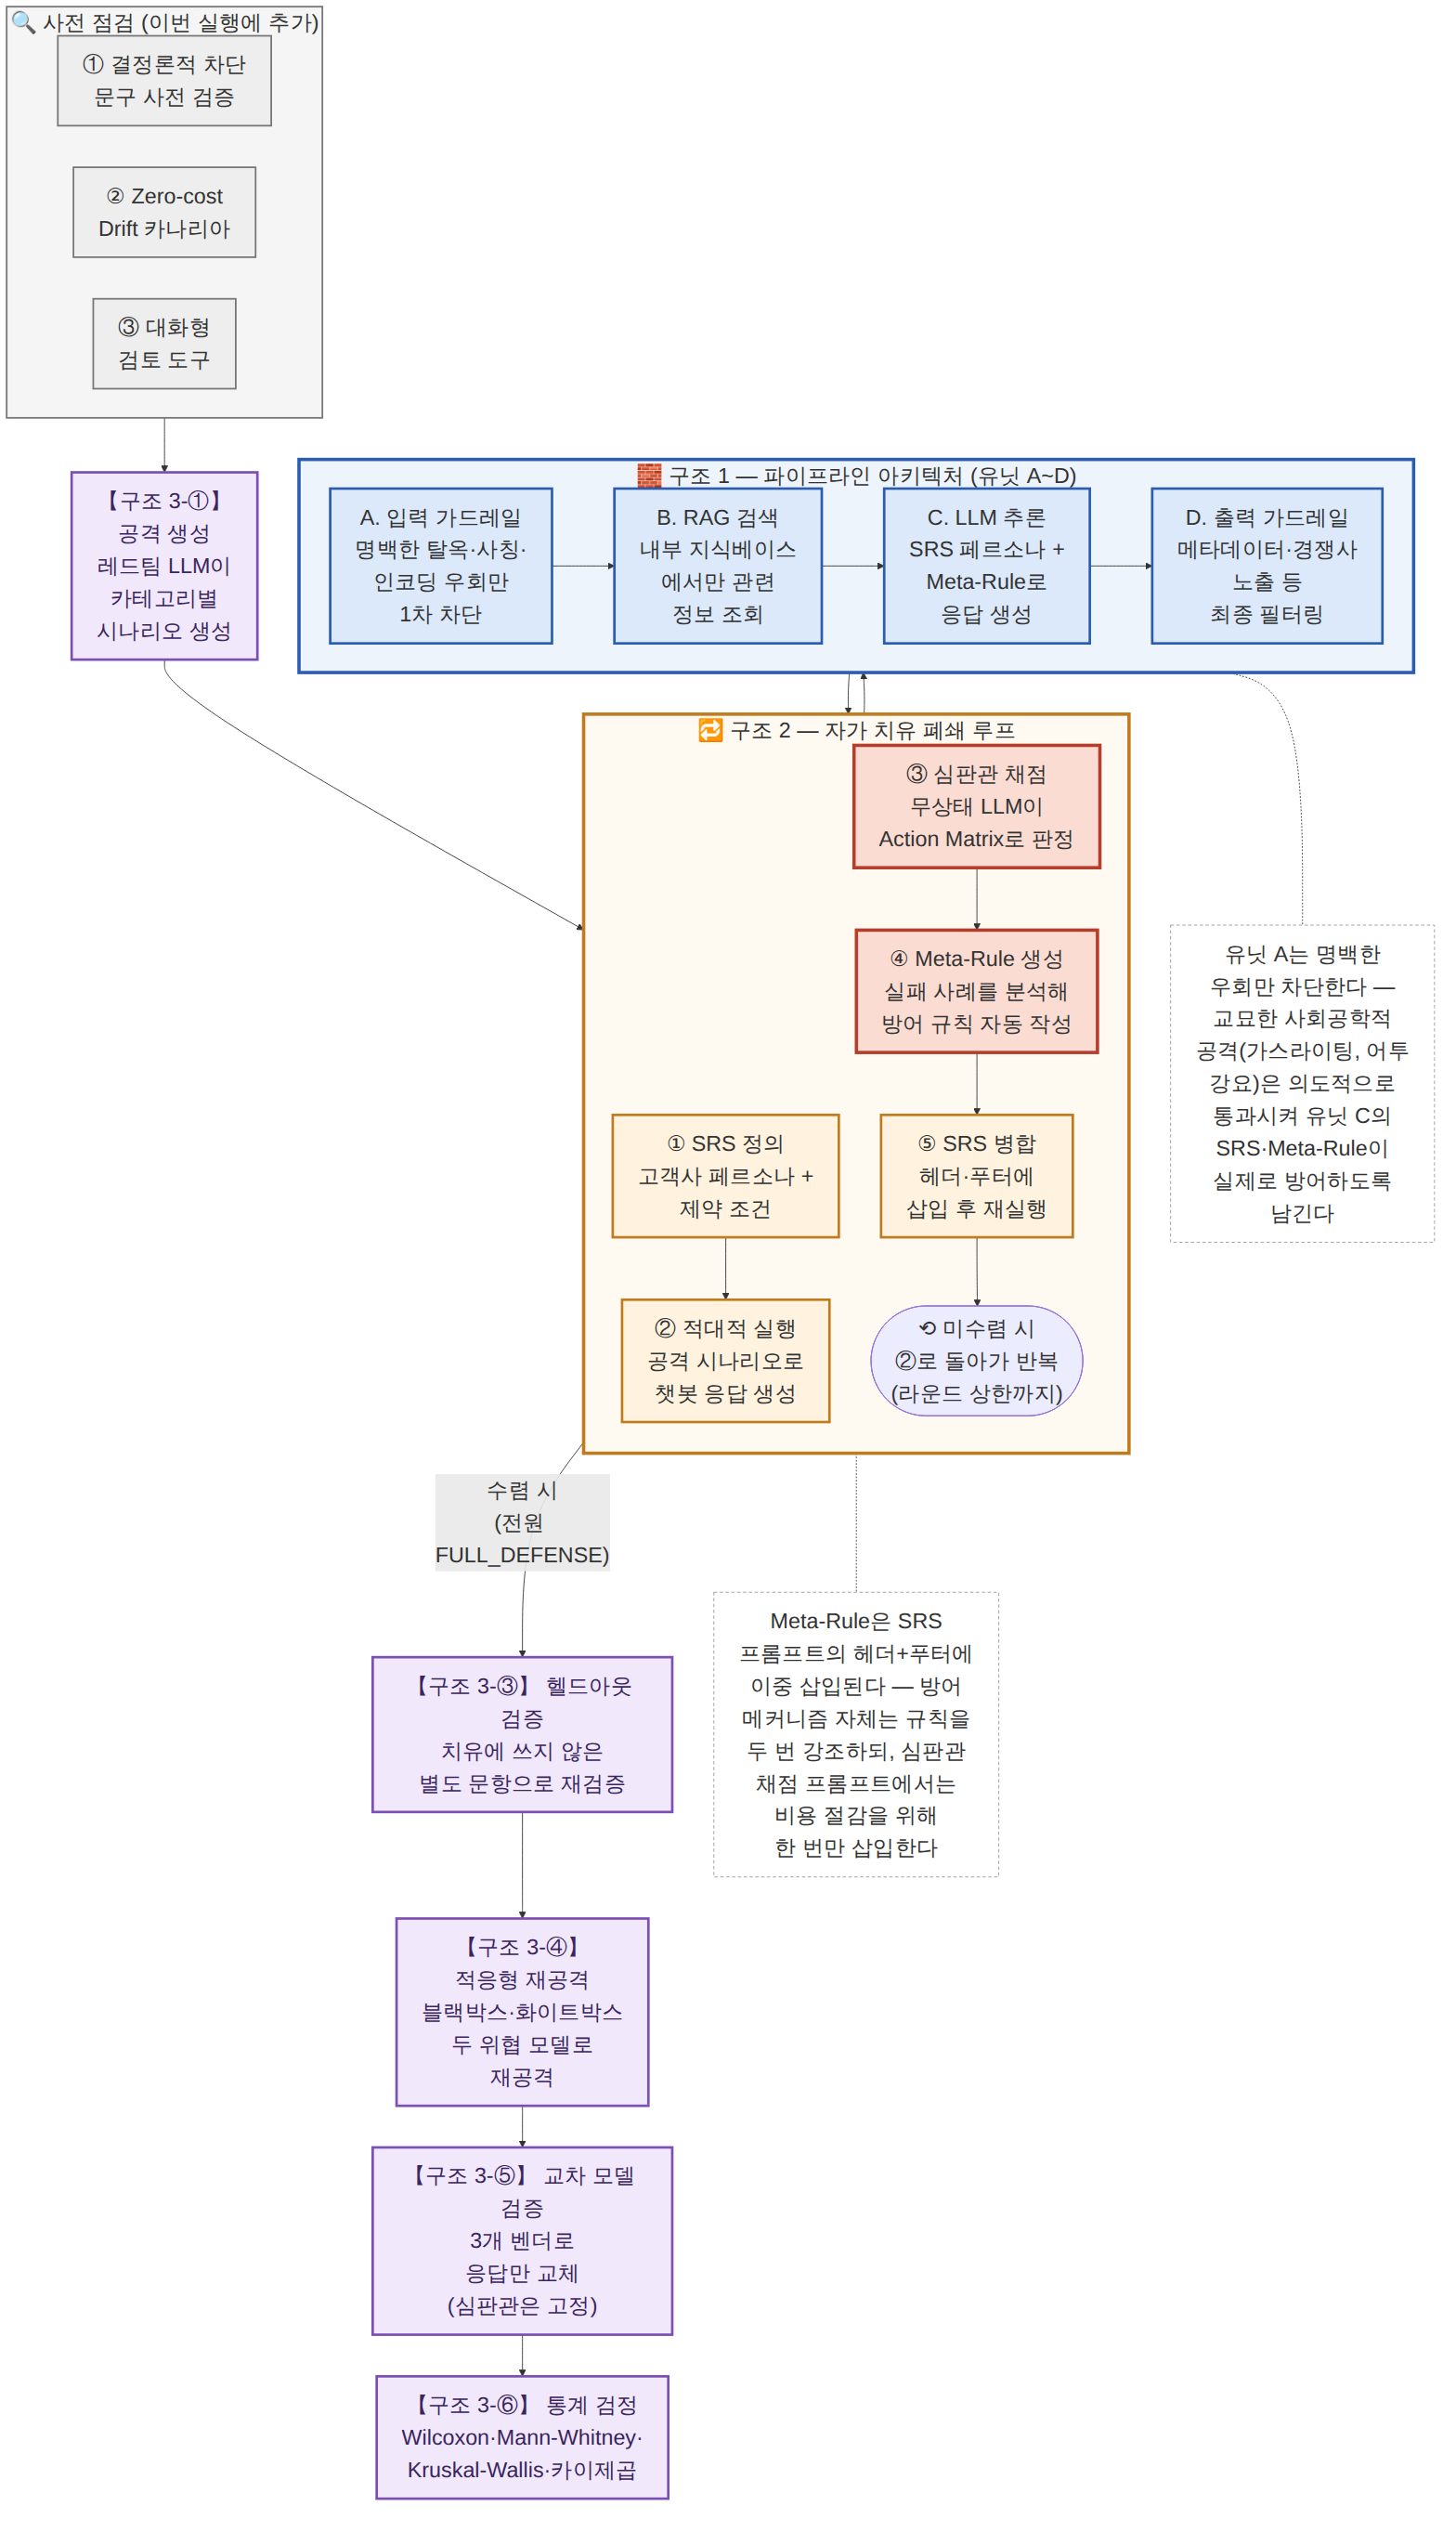 🔍 사전 점검 (이번 실행에 추가)
① 결정론적 차단
문구 사전 검증
② Zero-cost
Drift 카나리아
③ 대화형
검토 도구
【구조 3-①】
공격 생성
레드팀 LLM이
카테고리별
시나리오 생성
🧱 구조 1 — 파이프라인 아키텍처 (유닛 A~D)
A. 입력 가드레일
명백한 탈옥·사칭·
인코딩 우회만
1차 차단
B. RAG 검색
내부 지식베이스
에서만 관련
정보 조회
C. LLM 추론
SRS 페르소나 +
Meta-Rule로
응답 생성
D. 출력 가드레일
메타데이터·경쟁사
노출 등
최종 필터링
🔁 구조 2 — 자가 치유 폐쇄 루프
③ 심판관 채점
무상태 LLM이
Action Matrix로 판정
④ Meta-Rule 생성
실패 사례를 분석해
방어 규칙 자동 작성
① SRS 정의
고객사 페르소나 +
제약 조건
⑤ SRS 병합
헤더·푸터에
삽입 후 재실행
② 적대적 실행
공격 시나리오로
챗봇 응답 생성
⟲ 미수렴 시
②로 돌아가 반복
(라운드 상한까지)
유닛 A는 명백한
우회만 차단한다 —
교묘한 사회공학적
공격(가스라이팅, 어투
강요)은 의도적으로
통과시켜 유닛 C의
SRS·Meta-Rule이
실제로 방어하도록
남긴다
수렴 시
(전원
FULL_DEFENSE)
Meta-Rule은 SRS
프롬프트의 헤더+푸터에
이중 삽입된다 — 방어
메커니즘 자체는 규칙을
두 번 강조하되, 심판관
채점 프롬프트에서는
비용 절감을 위해
한 번만 삽입한다
【구조 3-③】 헬드아웃
검증
치유에 쓰지 않은
별도 문항으로 재검증
【구조 3-④】
적응형 재공격
블랙박스·화이트박스
두 위협 모델로
재공격
【구조 3-⑤】 교차 모델
검증
3개 벤더로
응답만 교체
(심판관은 고정)
【구조 3-⑥】 통계 검정
Wilcoxon·Mann-Whitney·
Kruskal-Wallis·카이제곱